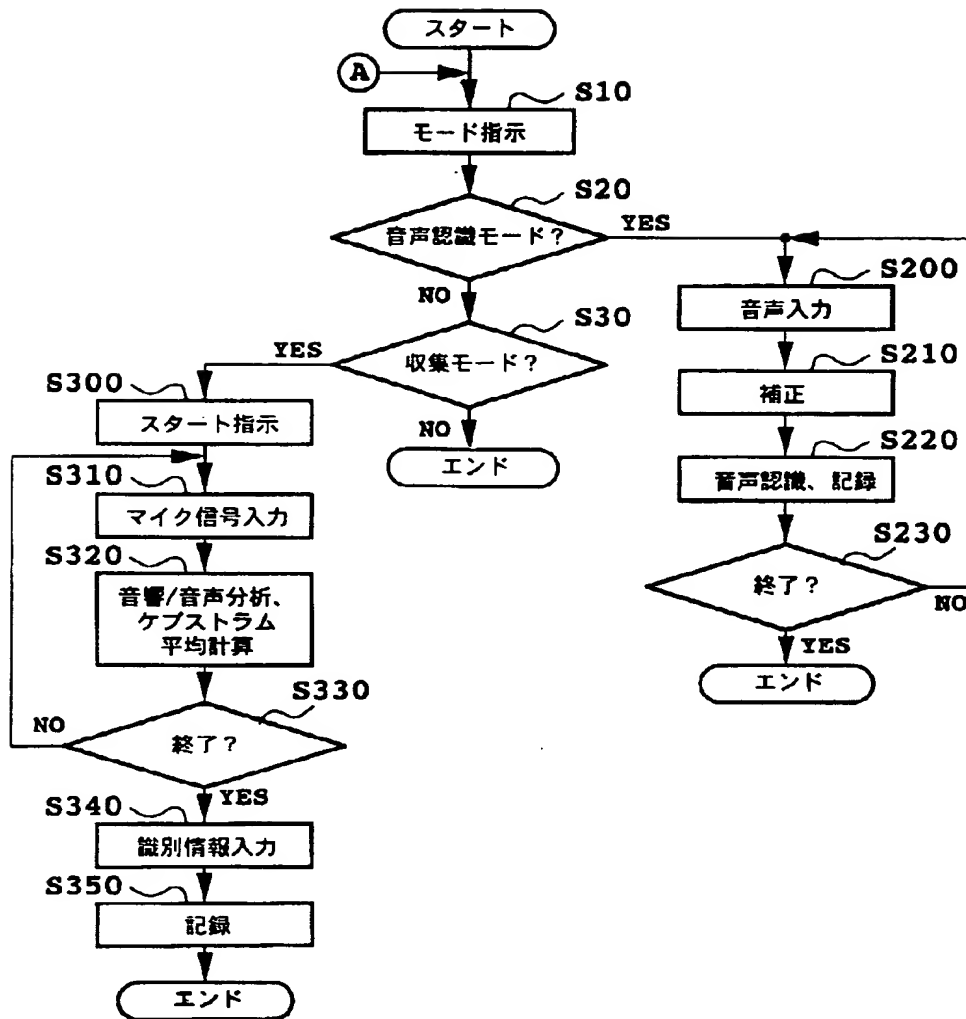 スタート
A
S10
モード指示
S20
音声認識モード?
YES
NO
S30
収集モード?
YES
NO
エンド
S200
音声入力
S210
補正
S220
音声認識、記録
S230
終了?
NO
YES
エンド
S300
スタート指示
S310
マイク信号入力
S320
音響/音声分析、
ケプストラム
平均計算
S330
終了?
NO
YES
S340
識別情報入力
S350
記録
エンド